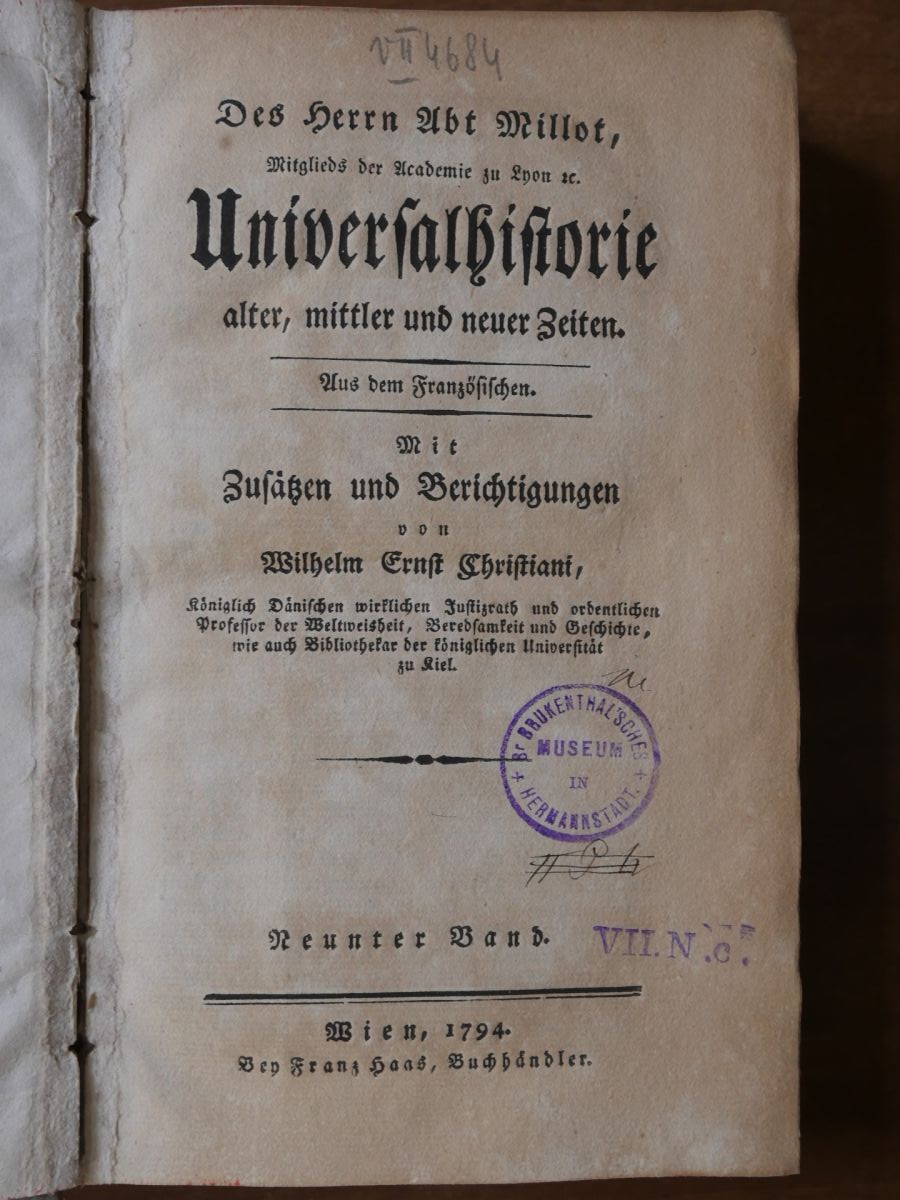 VII 4684
Des Herrn Abt Millot,
Mitglieds der Academie zu Lyon ꝛc.
Universalhistorie
alter, mittler und neuer Zeiten.
Aus dem Französischen.
Mit
Zusätzen und Berichtigungen
von
Wilhelm Ernst Christiani,
Königlich Dänischen wirklichen Justizrath und ordentlichen
Professor der Weltweisheit, Beredsamkeit und Geschichte,
wie auch Bibliothekar der königlichen Universität
zu Kiel.
Br BRUKENTHAL'SCHES
MUSEUM
IN
+ HERMANNSTADT. +
Neunter Band.
VII. N. c.
Wien, 1794.
Bey Franz Haas, Buchhändler.